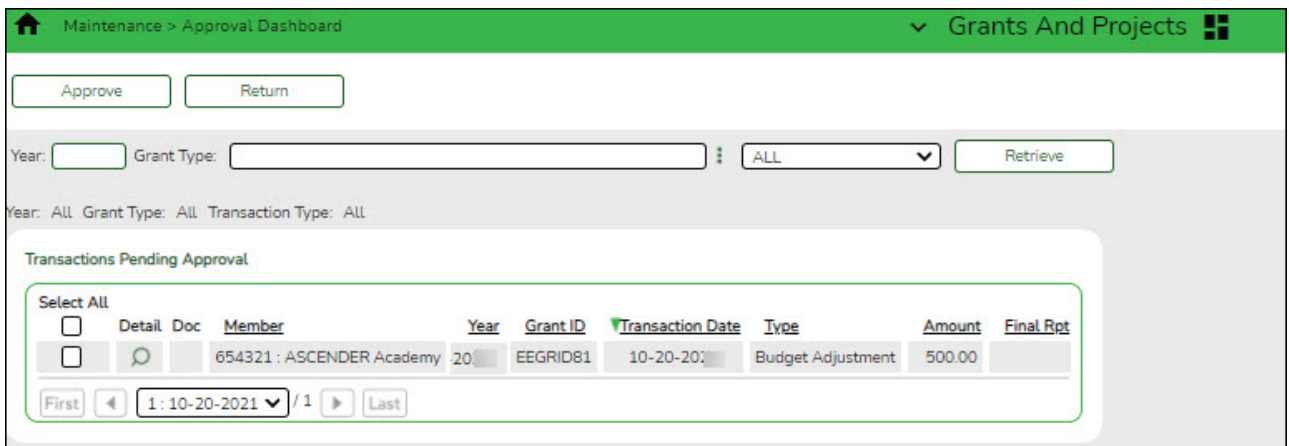 Maintenance > Approval Dashboard Grants And Projects
Approve Return
Year: Grant Type: ALL Retrieve
Year: All Grant Type: All Transaction Type: All
Transactions Pending Approval
Select All
Detail Doc Member Year Grant ID Transaction Date Type Amount Final Rpt
654321 : ASCENDER Academy EEGRID81 Budget Adjustment 500.00
First 1 : 10-20-2021 / 1 Last